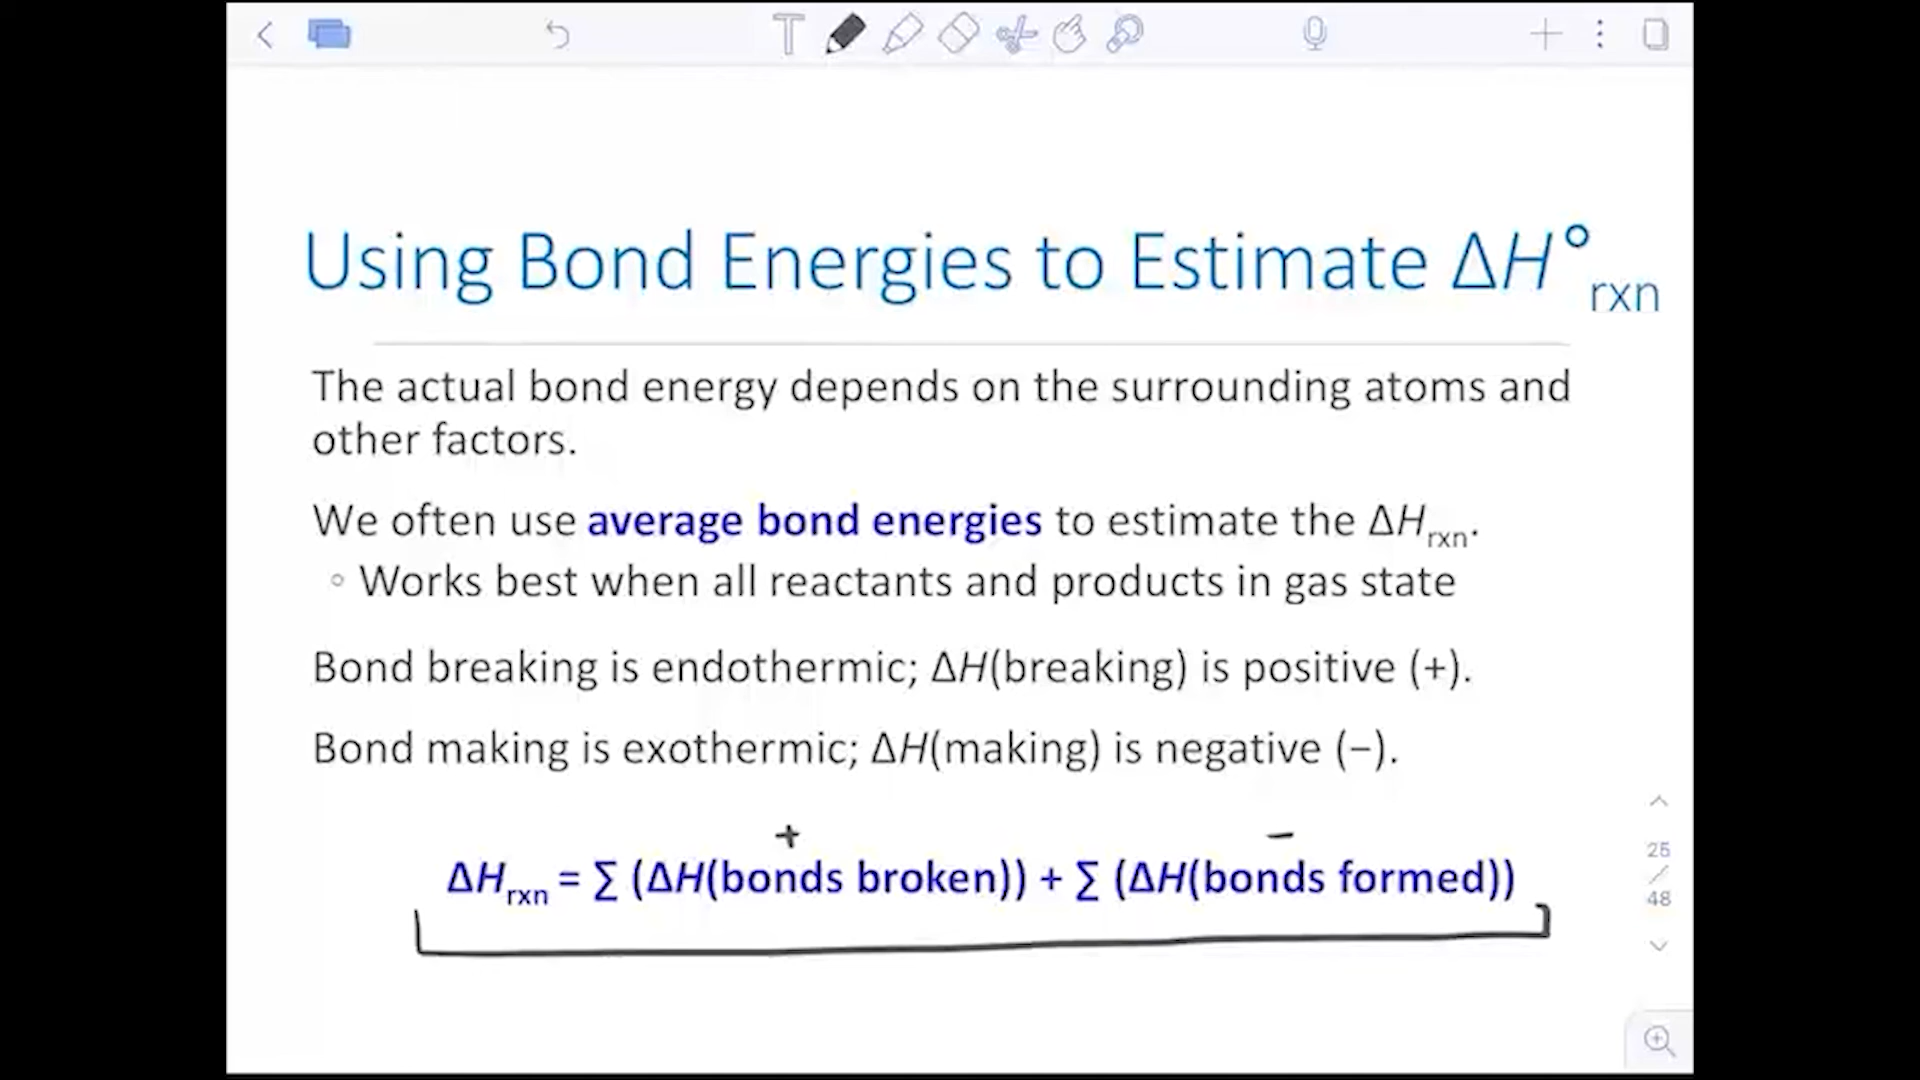 Using Bond Energies to Estimate ΔH°rxn
The actual bond energy depends on the surrounding atoms and
other factors.
We often use average bond energies to estimate the ΔHrxn.
◦ Works best when all reactants and products in gas state
Bond breaking is endothermic; ΔH(breaking) is positive (+).
Bond making is exothermic; ΔH(making) is negative (−).
+ −
ΔHrxn = ∑ (ΔH(bonds broken)) + ∑ (ΔH(bonds formed))
25
/
48